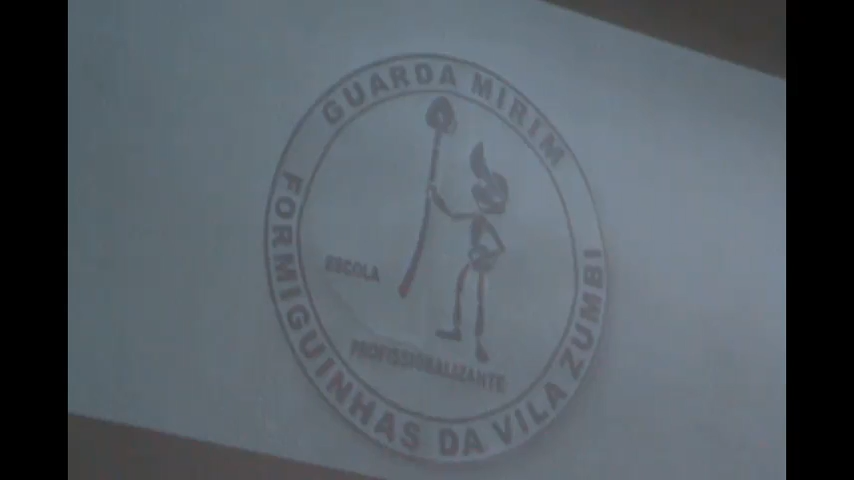 GUARDA MIRIM
ESCOLA
PROFISSIONALIZANTE
FORMIGUINHAS DA VILA ZUMBI